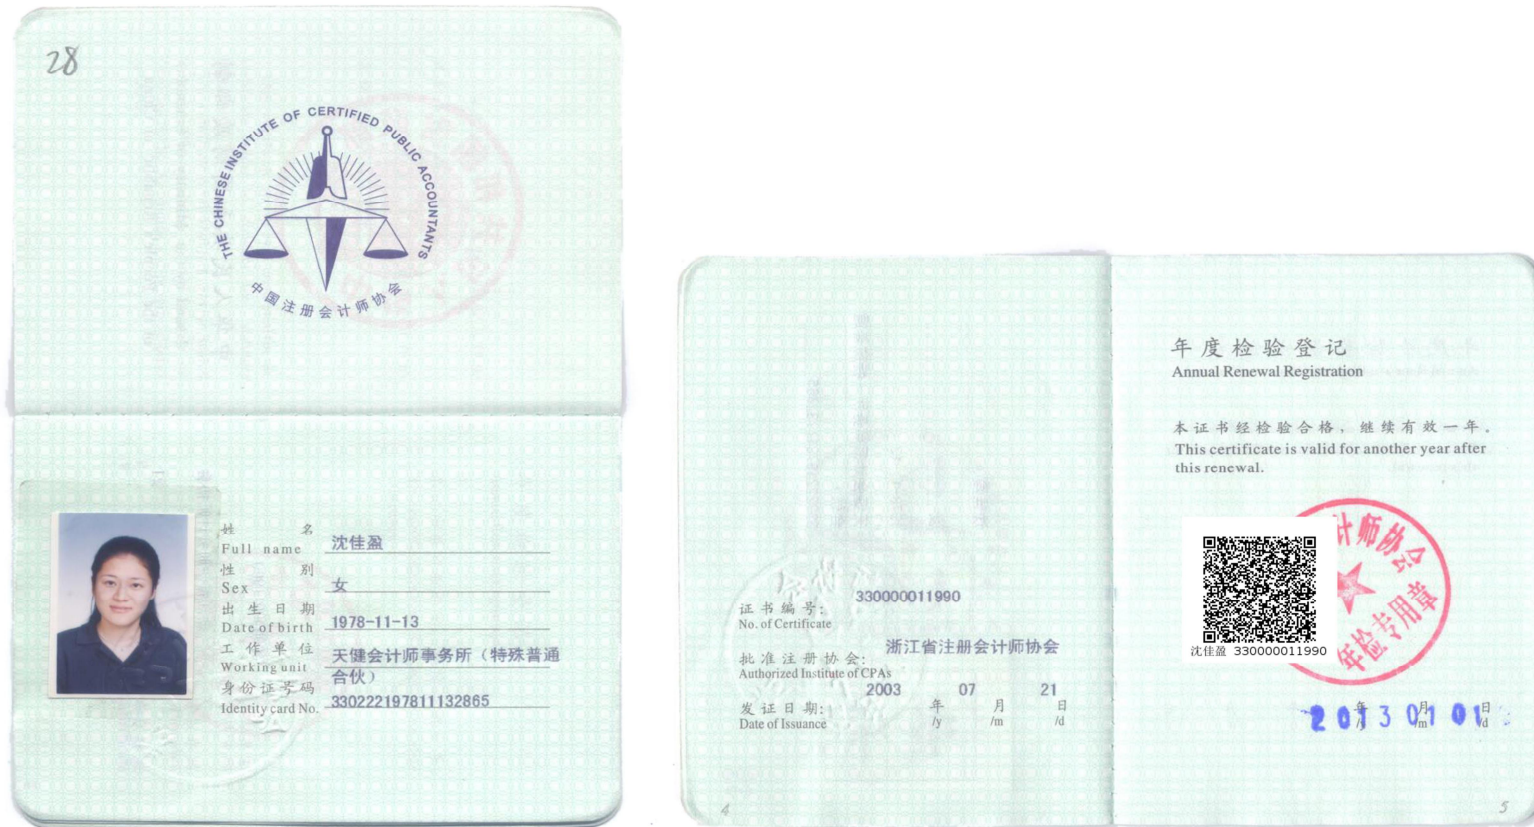 28
THE CHINESE INSTITUTE OF CERTIFIED PUBLIC ACCOUNTANTS
中国注册会计师协会
姓 名
Full name 沈佳盈
性 别
Sex 女
出生日期
Date of birth 1978-11-13
工作单位
Working unit 天健会计师事务所（特殊普通
合伙）
身份证号码
Identity card No. 330222197811132865
证书编号: 330000011990
No. of Certificate
批准注册协会: 浙江省注册会计师协会
Authorized Institute of CPAs
发证日期: 2003 年 07 月 21 日
Date of Issuance /y /m /d
4
年度检验登记
Annual Renewal Registration
本证书经检验合格，继续有效一年。
This certificate is valid for another year after
this renewal.
计师协会
年检专用章
沈佳盈 330000011990
2013 年 01 月 01 日
/m /d
5